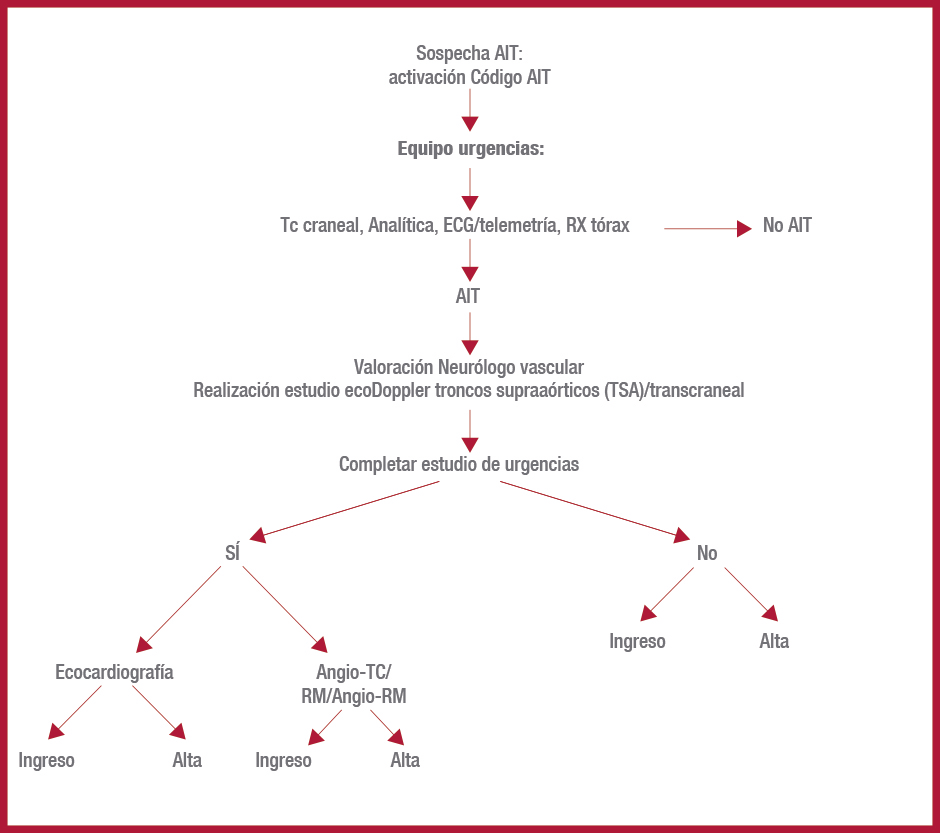 Sospecha AIT:
activación Código AIT
Equipo urgencias:
Tc craneal, Analítica, ECG/telemetría, RX tórax
No AIT
AIT
Valoración Neurólogo vascular
Realización estudio ecoDoppler troncos supraaórticos (TSA)/transcraneal
Completar estudio de urgencias
SÍ
No
Ingreso
Alta
Ecocardiografía
Angio-TC/
RM/Angio-RM
Ingreso
Alta
Ingreso
Alta